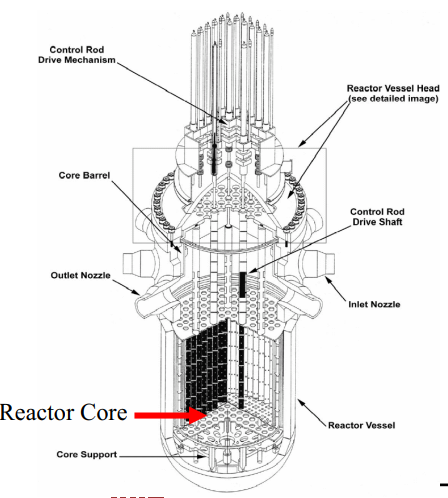 Control Rod
Drive Mechanism
Reactor Vessel Head
(see detailed image)
Core Barrel
Control Rod
Drive Shaft
Outlet Nozzle
Inlet Nozzle
Reactor Core
Reactor Vessel
Core Support